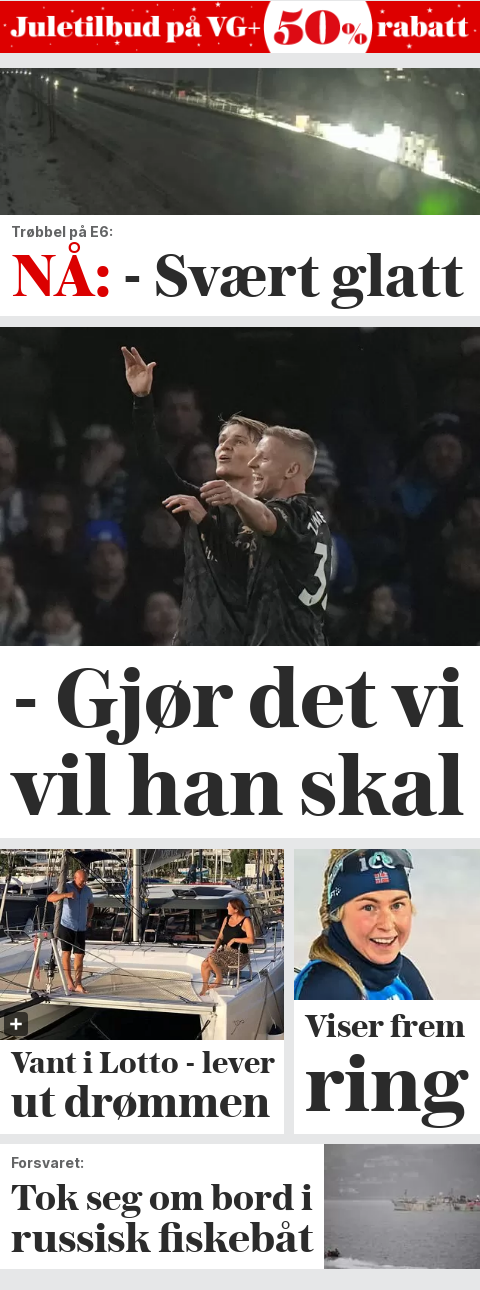 Juletilbud på VG+ 50% rabatt
Trøbbel på E6:
NÅ: - Svært glatt
- Gjør det vi
vil han skal
Vant i Lotto - lever
ut drømmen
Viser frem
ring
Forsvaret:
Tok seg om bord i
russisk fiskebåt